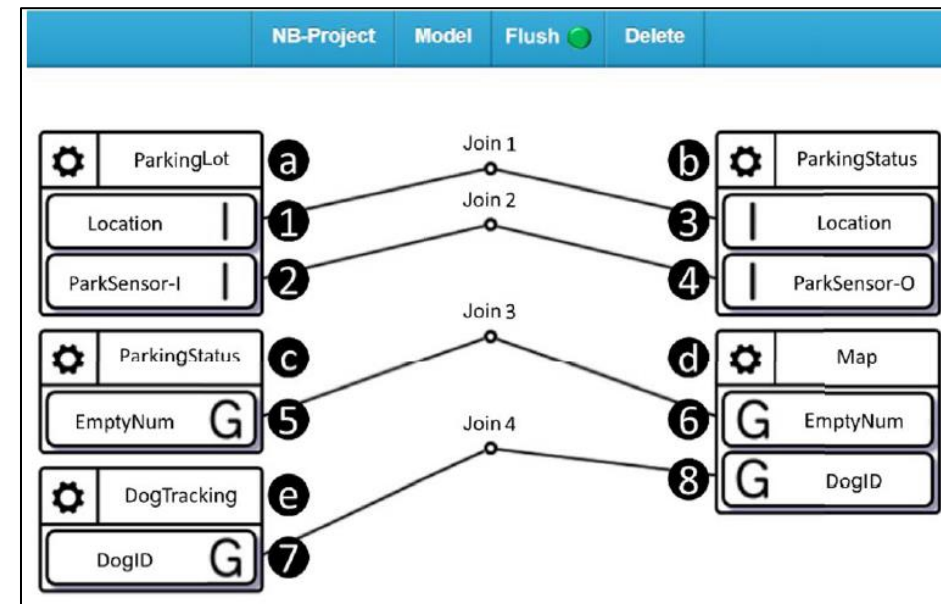 NB-Project Model Flush Delete
ParkingLot a
Location I 1
ParkSensor-I I 2
Join 1
Join 2
b ParkingStatus
3 I Location
4 I ParkSensor-O
ParkingStatus c
EmptyNum G 5
Join 3
d Map
6 G EmptyNum
8 G DogID
DogTracking e
DogID G 7
Join 4